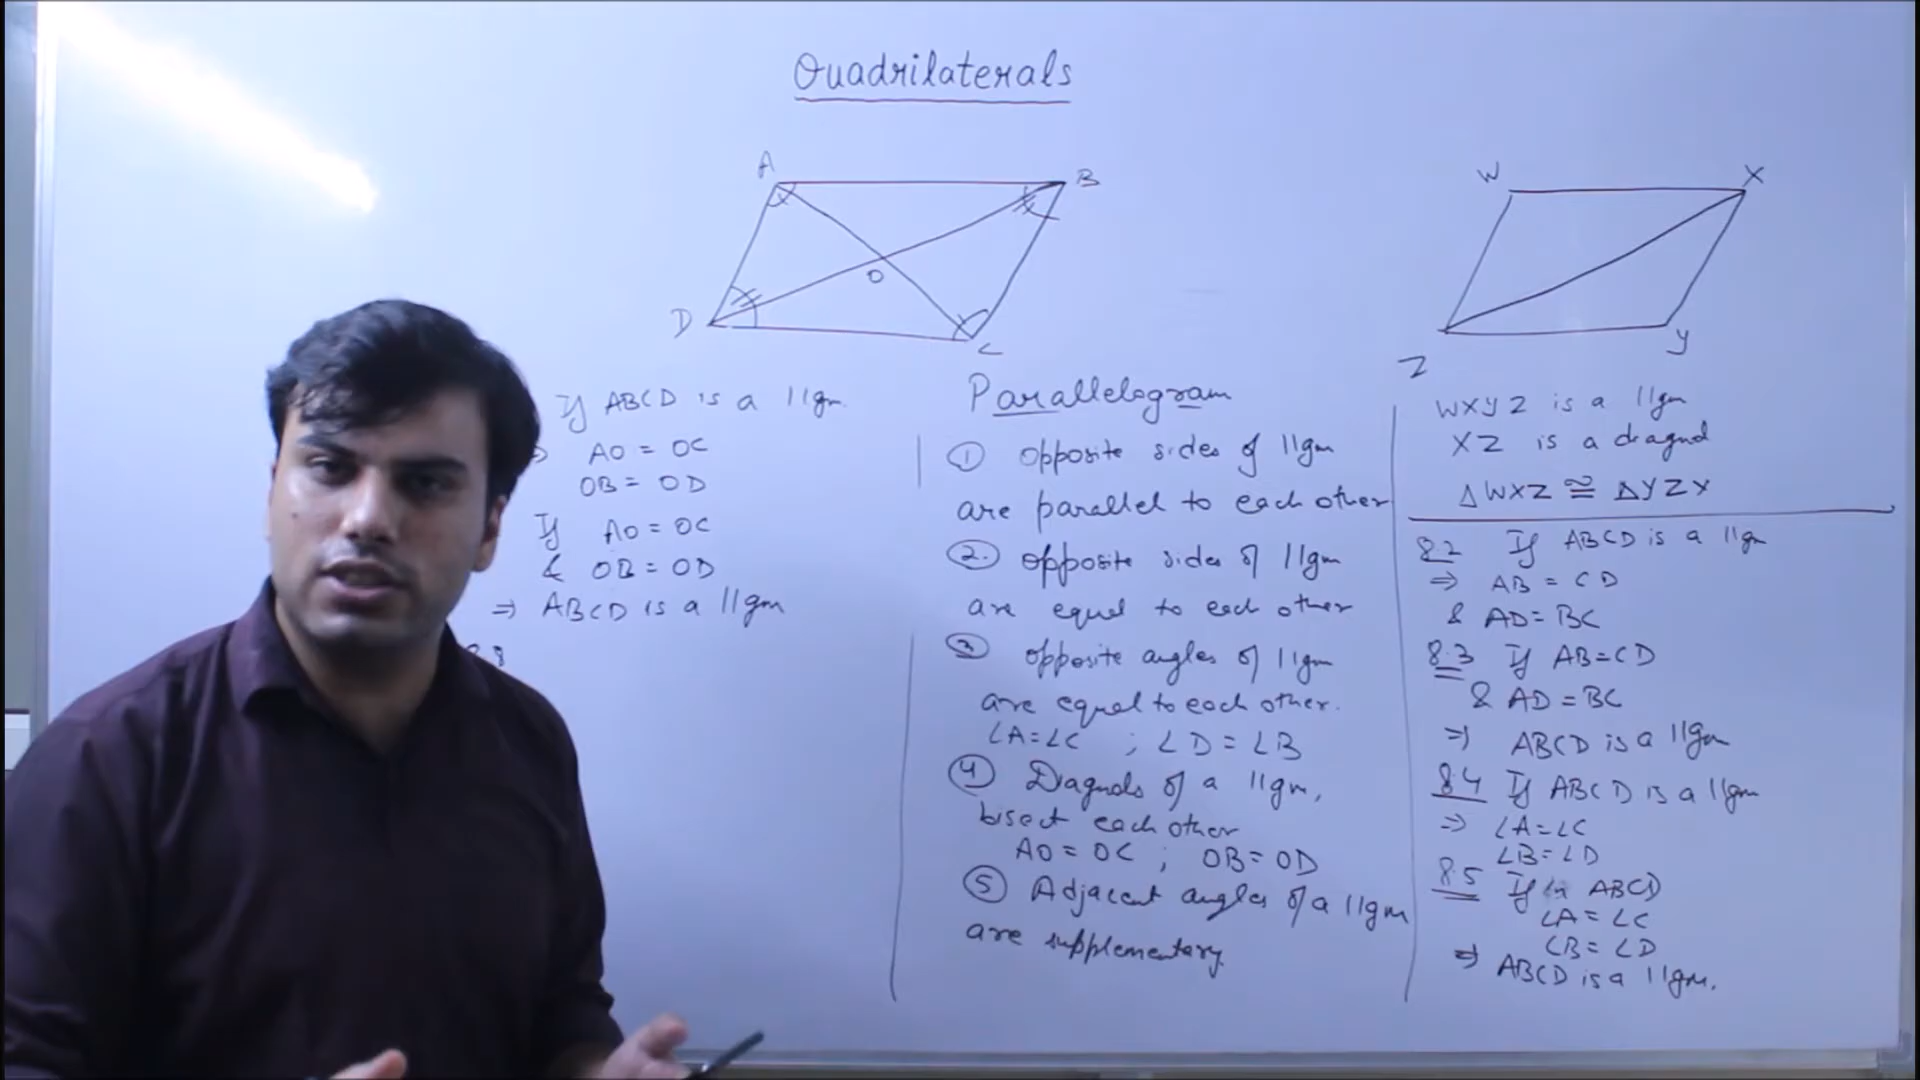 Quadrilaterals
A
B
O
D
C
W
X
Z
Y
If ABCD is a ||gm
AO = OC
OB = OD
If AO = OC
& OB = OD
⇒ ABCD is a ||gm
Parallelogram
① opposite sides of ||gm
are parallel to each other
②. opposite sides of ||gm
are equal to each other
③ opposite angles of ||gm
are equal to each other.
∠A=∠C ; ∠D = ∠B
④ Diagnols of a ||gm,
bisect each other
AO = OC ; OB = OD
⑤ Adjacent angles of a ||gm
are supplementary.
WXYZ is a ||gm
XZ is a diagnol
ΔWXZ ≅ ΔYZX
8.2 If ABCD is a ||gm
⇒ AB = CD
& AD = BC
8.3 If AB=CD
& AD = BC
⇒ ABCD is a ||gm
8.4 If ABCD is a ||gm
⇒ ∠A=∠C
∠B=∠D
8.5 If in ABCD
∠A = ∠C
∠B = ∠D
⇒ ABCD is a ||gm.